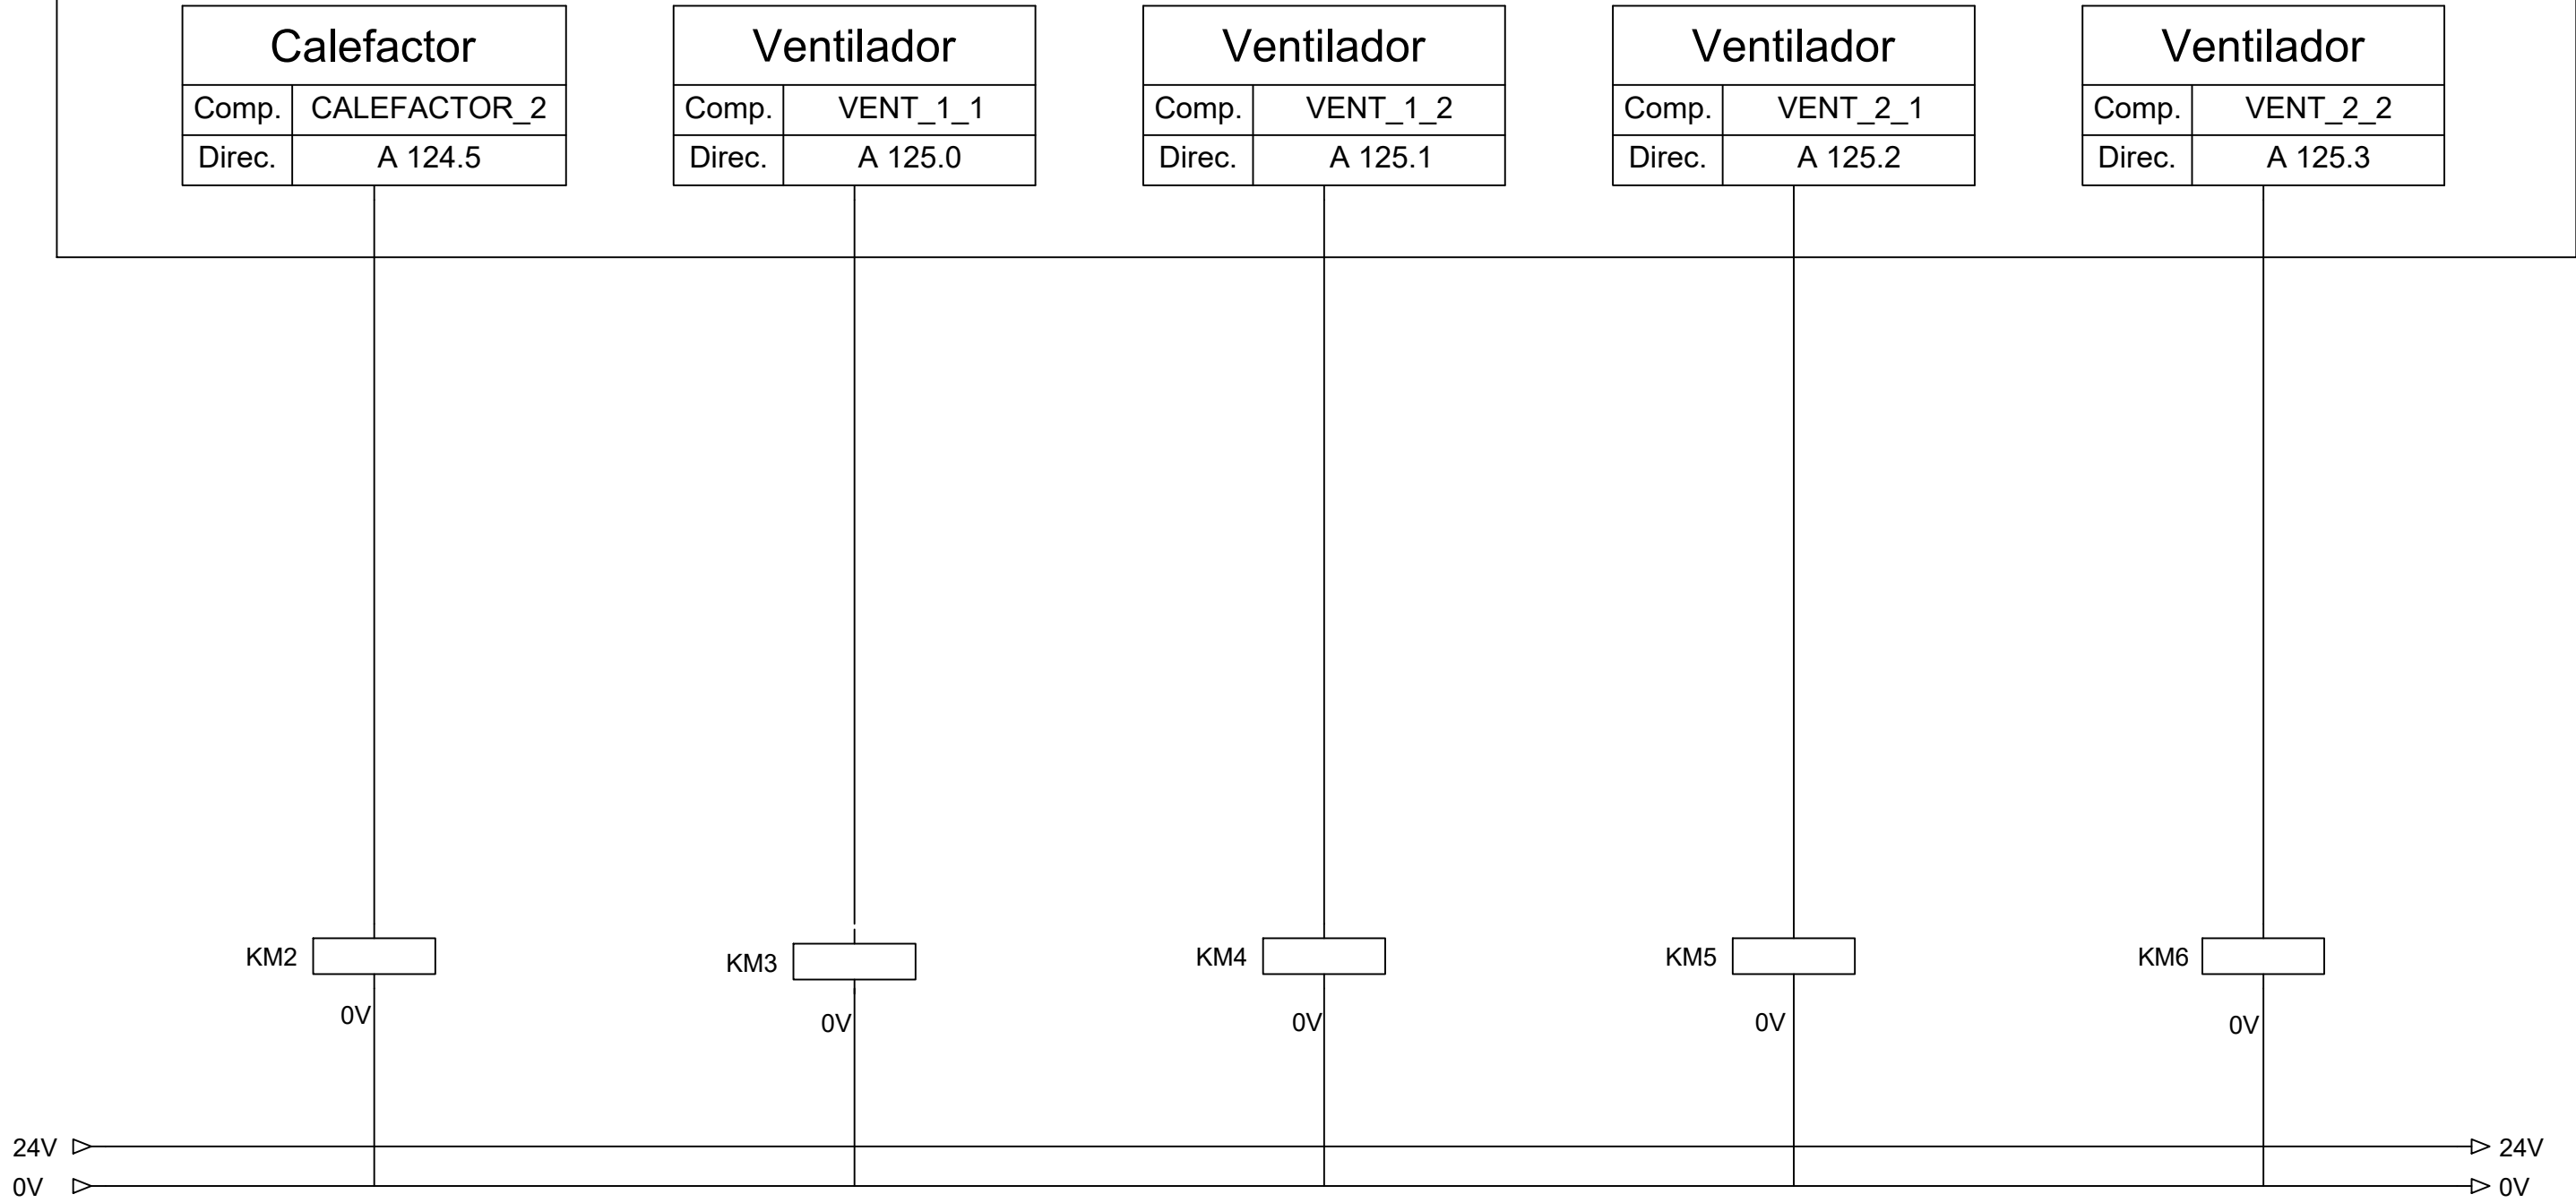 Calefactor Ventilador Ventilador Ventilador Ventilador
Comp. CALEFACTOR_2 Comp. VENT_1_1 Comp. VENT_1_2 Comp. VENT_2_1 Comp. VENT_2_2
Direc. A 124.5 Direc. A 125.0 Direc. A 125.1 Direc. A 125.2 Direc. A 125.3
KM2 KM3 KM4 KM5 KM6
0V 0V 0V 0V 0V
24V 24V
0V 0V